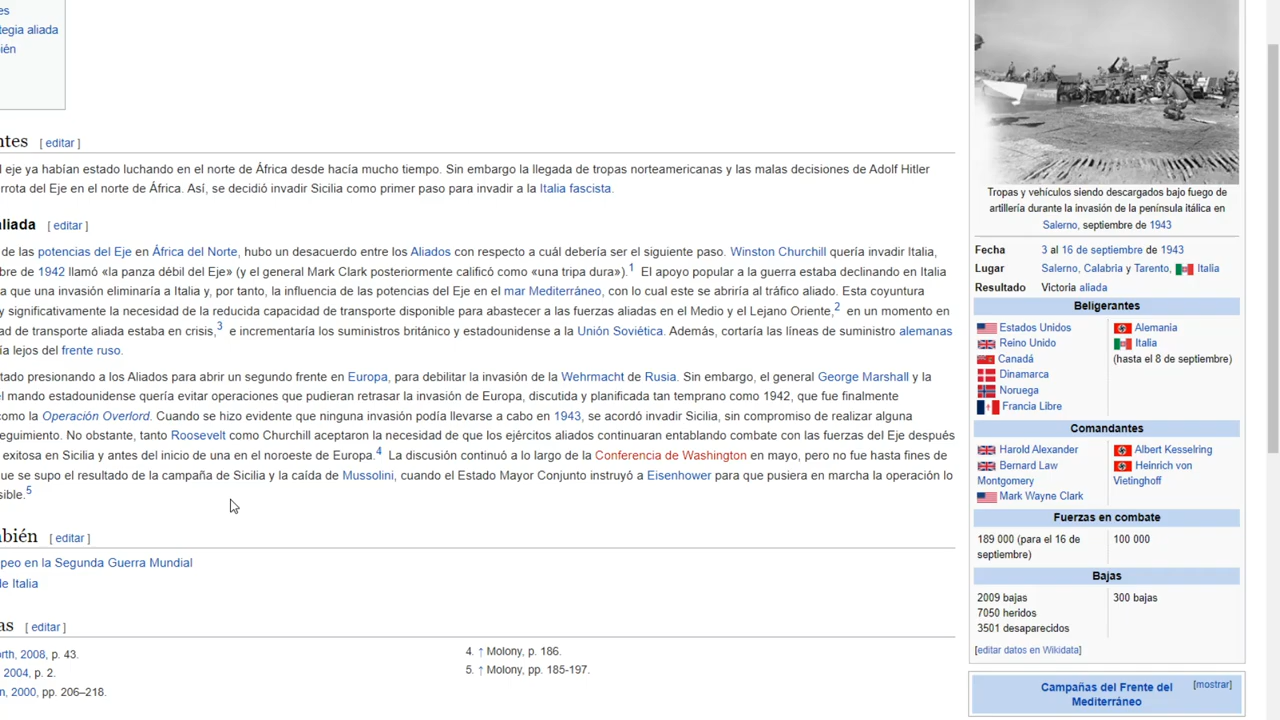 es
tegia aliada
ién
ntes [ editar ]
l eje ya habían estado luchando en el norte de África desde hacía mucho tiempo. Sin embargo la llegada de tropas norteamericanas y las malas decisiones de Adolf Hitler
rrota del Eje en el norte de África. Así, se decidió invadir Sicilia como primer paso para invadir a la Italia fascista.
aliada [ editar ]
de las potencias del Eje en África del Norte, hubo un desacuerdo entre los Aliados con respecto a cuál debería ser el siguiente paso. Winston Churchill quería invadir Italia,
bre de 1942 llamó «la panza débil del Eje» (y el general Mark Clark posteriormente calificó como «una tripa dura»).1 El apoyo popular a la guerra estaba declinando en Italia
a que una invasión eliminaría a Italia y, por tanto, la influencia de las potencias del Eje en el mar Mediterráneo, con lo cual este se abriría al tráfico aliado. Esta coyuntura
y significativamente la necesidad de la reducida capacidad de transporte disponible para abastecer a las fuerzas aliadas en el Medio y el Lejano Oriente,2 en un momento en
ad de transporte aliada estaba en crisis,3 e incrementaría los suministros británico y estadounidense a la Unión Soviética. Además, cortaría las líneas de suministro alemanas
ía lejos del frente ruso.
tado presionando a los Aliados para abrir un segundo frente en Europa, para debilitar la invasión de la Wehrmacht de Rusia. Sin embargo, el general George Marshall y la
el mando estadounidense quería evitar operaciones que pudieran retrasar la invasión de Europa, discutida y planificada tan temprano como 1942, que fue finalmente
como la Operación Overlord. Cuando se hizo evidente que ninguna invasión podía llevarse a cabo en 1943, se acordó invadir Sicilia, sin compromiso de realizar alguna
eguimiento. No obstante, tanto Roosevelt como Churchill aceptaron la necesidad de que los ejércitos aliados continuaran entablando combate con las fuerzas del Eje después
exitosa en Sicilia y antes del inicio de una en el noroeste de Europa.4 La discusión continuó a lo largo de la Conferencia de Washington en mayo, pero no fue hasta fines de
ue se supo el resultado de la campaña de Sicilia y la caída de Mussolini, cuando el Estado Mayor Conjunto instruyó a Eisenhower para que pusiera en marcha la operación lo
sible.5
bién [ editar ]
peo en la Segunda Guerra Mundial
de Italia
as [ editar ]
rth, 2008, p. 43.
2004, p. 2.
n, 2000, pp. 206–218.
4. ↑ Molony, p. 186.
5. ↑ Molony, pp. 185-197.
Tropas y vehículos siendo descargados bajo fuego de
artillería durante la invasión de la península itálica en
Salerno, septiembre de 1943
Fecha 3 al 16 de septiembre de 1943
Lugar Salerno, Calabria y Tarento, Italia
Resultado Victoria aliada
Beligerantes
Estados Unidos
Reino Unido
Canadá
Dinamarca
Noruega
Francia Libre
Alemania
Italia
(hasta el 8 de septiembre)
Comandantes
Harold Alexander
Bernard Law
Montgomery
Mark Wayne Clark
Albert Kesselring
Heinrich von
Vietinghoff
Fuerzas en combate
189 000 (para el 16 de
septiembre)
100 000
Bajas
2009 bajas
7050 heridos
3501 desaparecidos
300 bajas
[editar datos en Wikidata]
Campañas del Frente del
Mediterráneo
[mostrar]